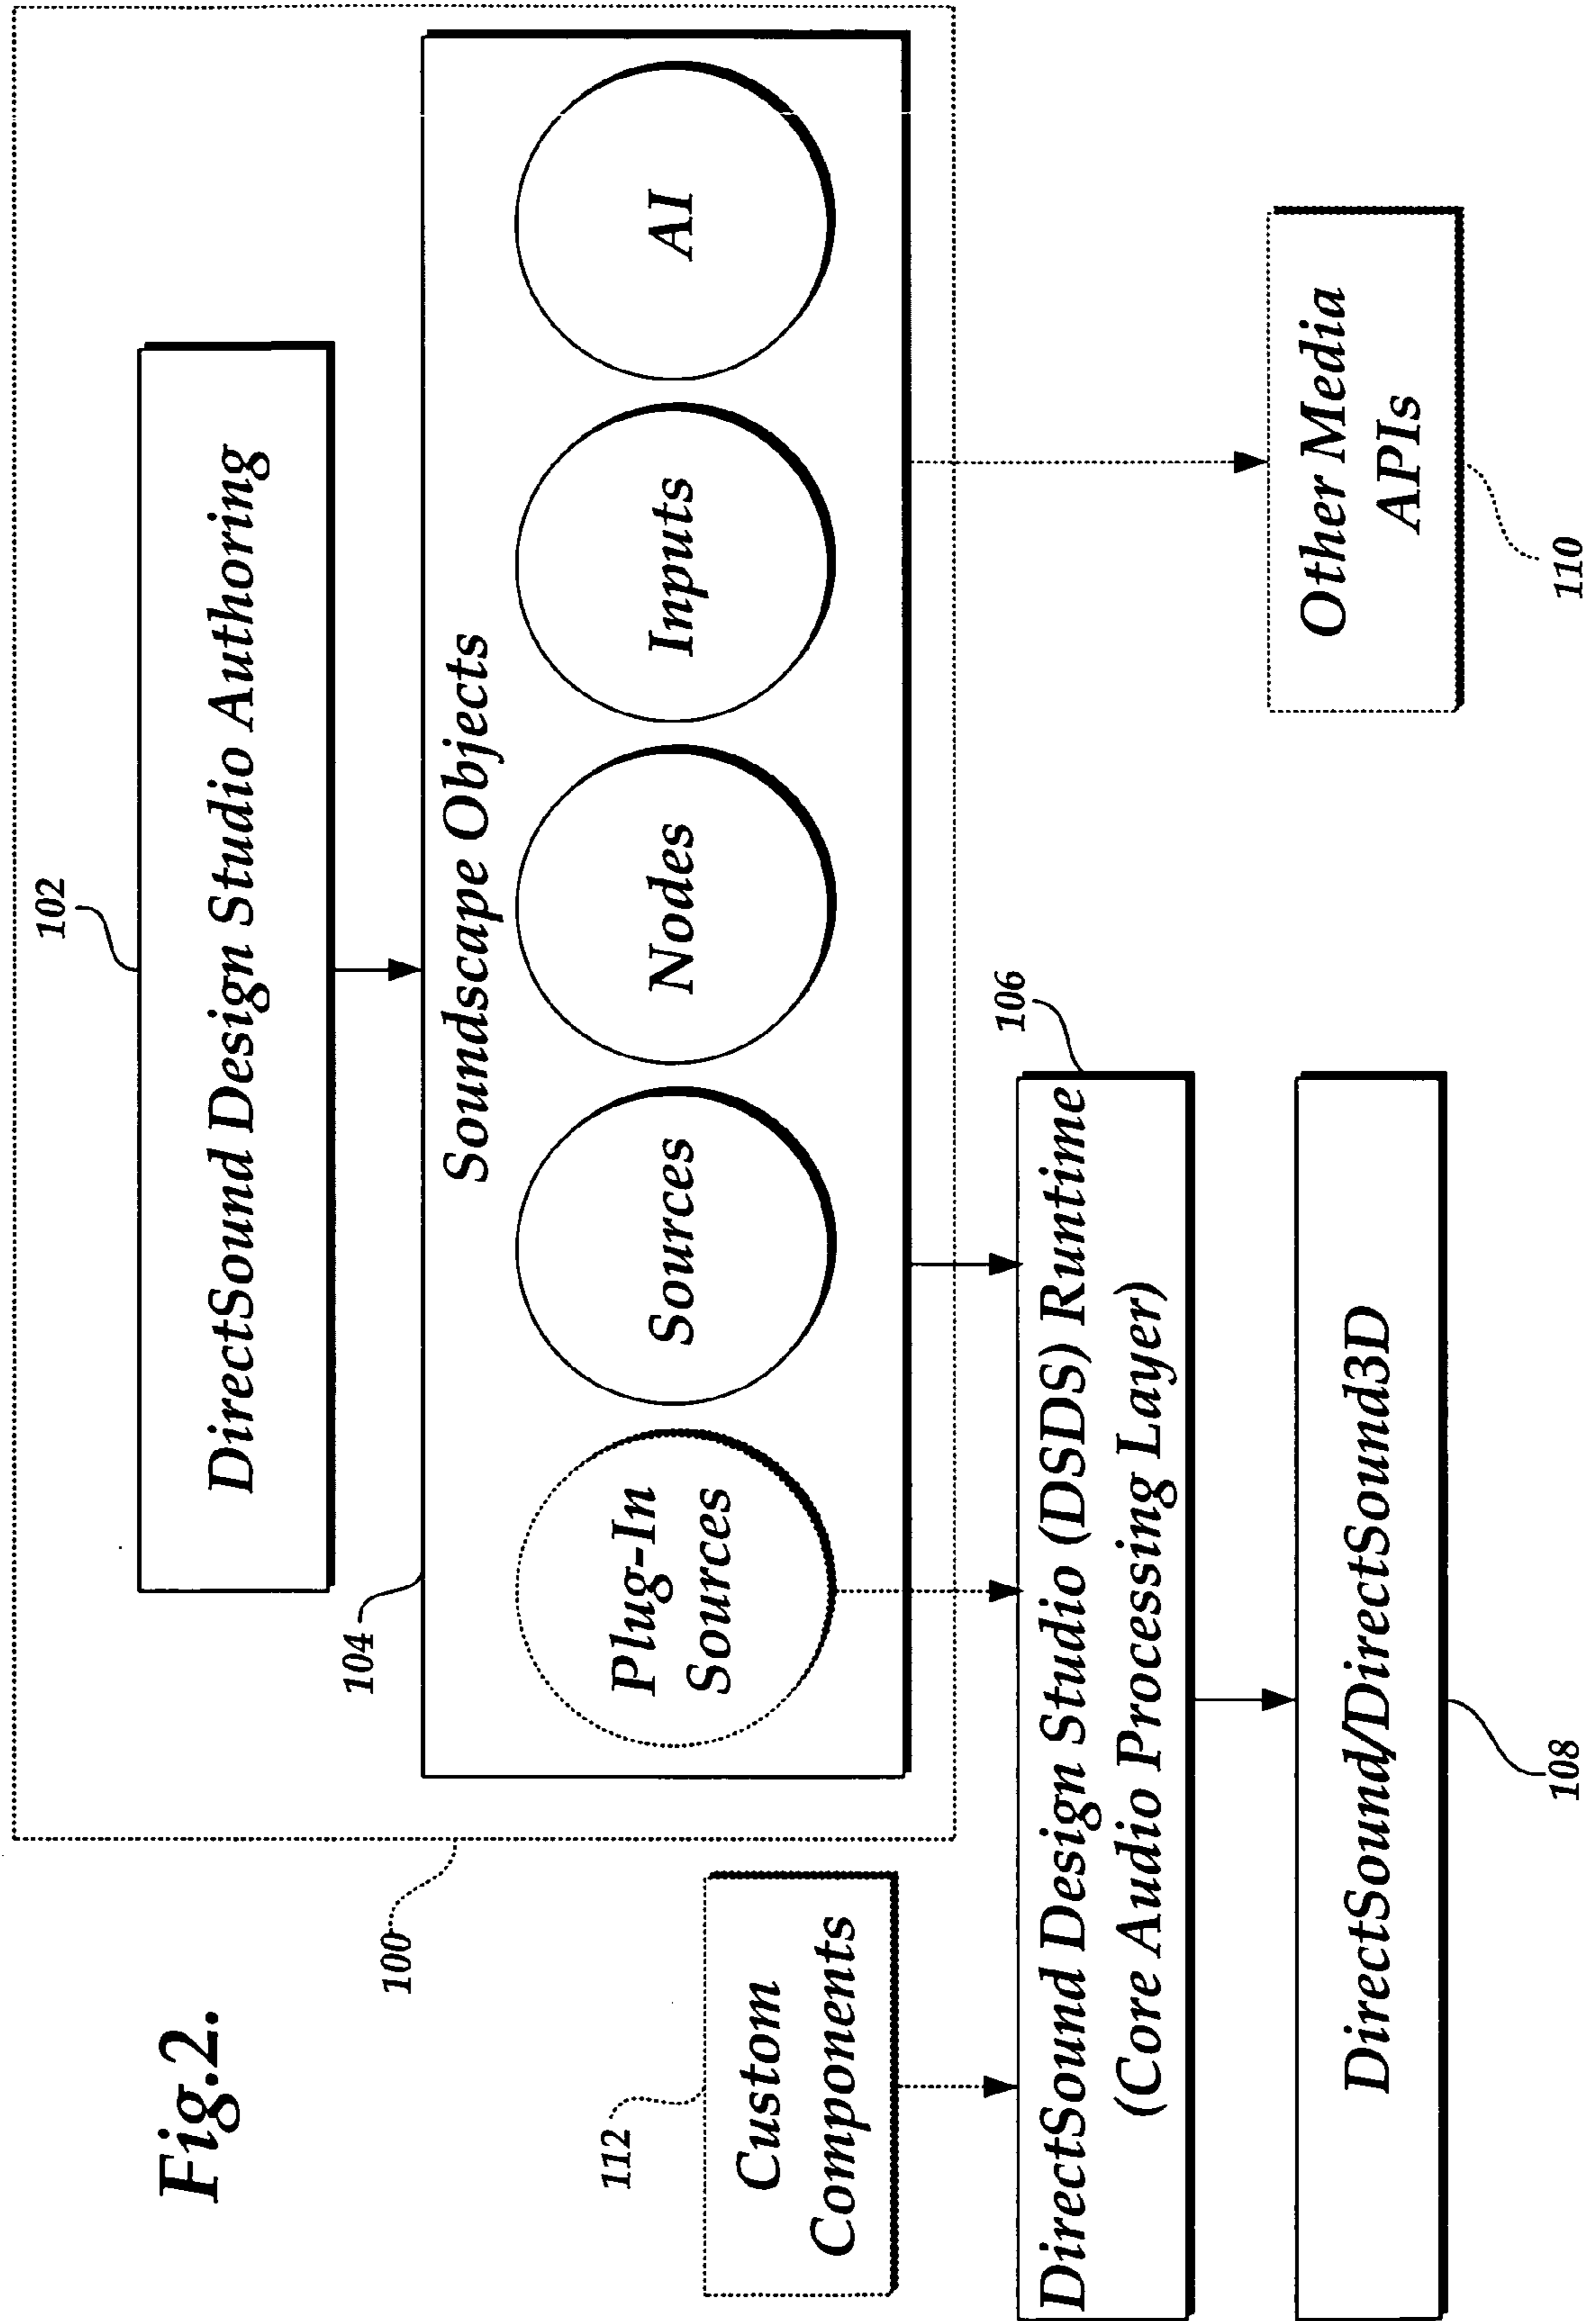 Fig.2.
102
DirectSound Design Studio Authoring
104
Soundscape Objects
Plug-In
Sources
Sources
Nodes
Inputs
AI
100
112
Custom
Components
106
DirectSound Design Studio (DSDS) Runtime
(Core Audio Processing Layer)
Other Media
APIs
110
DirectSound/DirectSound3D
108